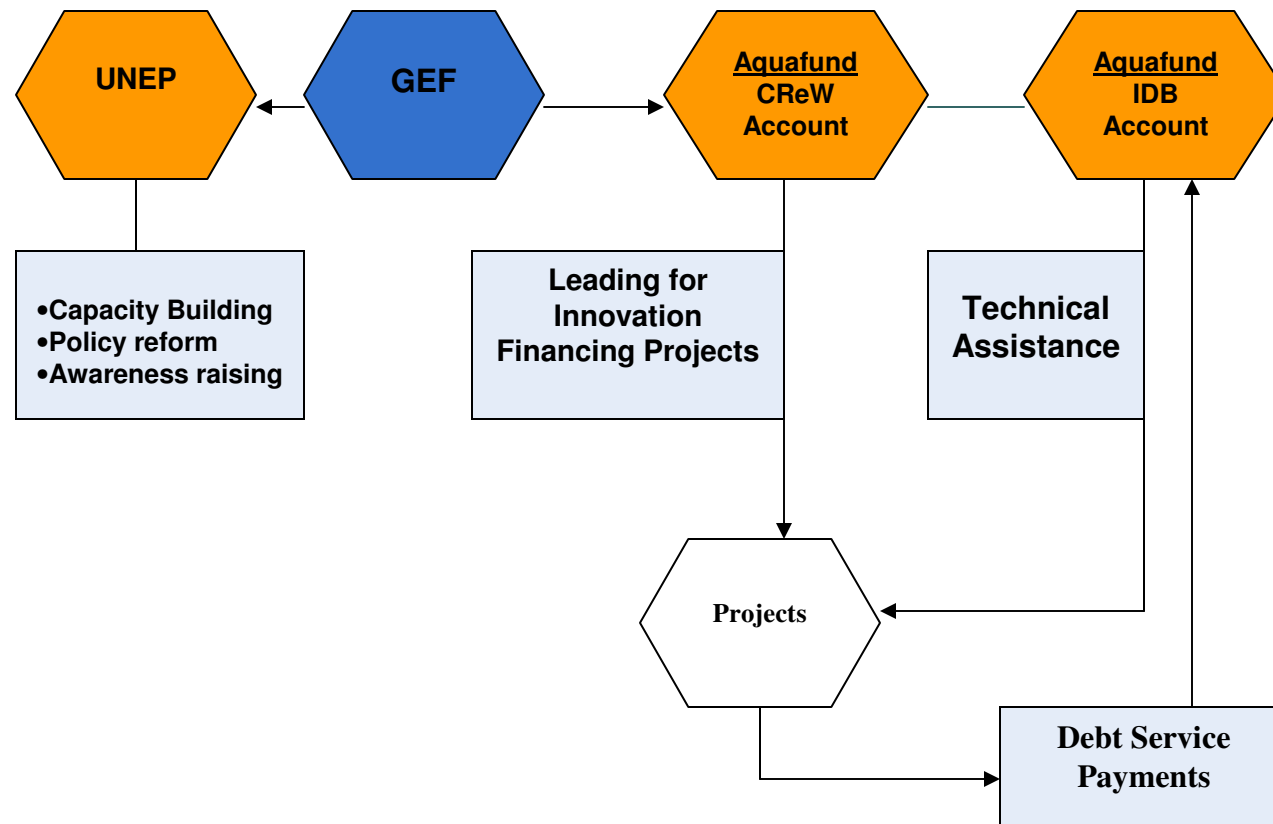 UNEP
GEF
Aquafund
CReW
Account
Aquafund
IDB
Account
•Capacity Building
•Policy reform
•Awareness raising
Leading for
Innovation
Financing Projects
Technical
Assistance
Projects
Debt Service
Payments